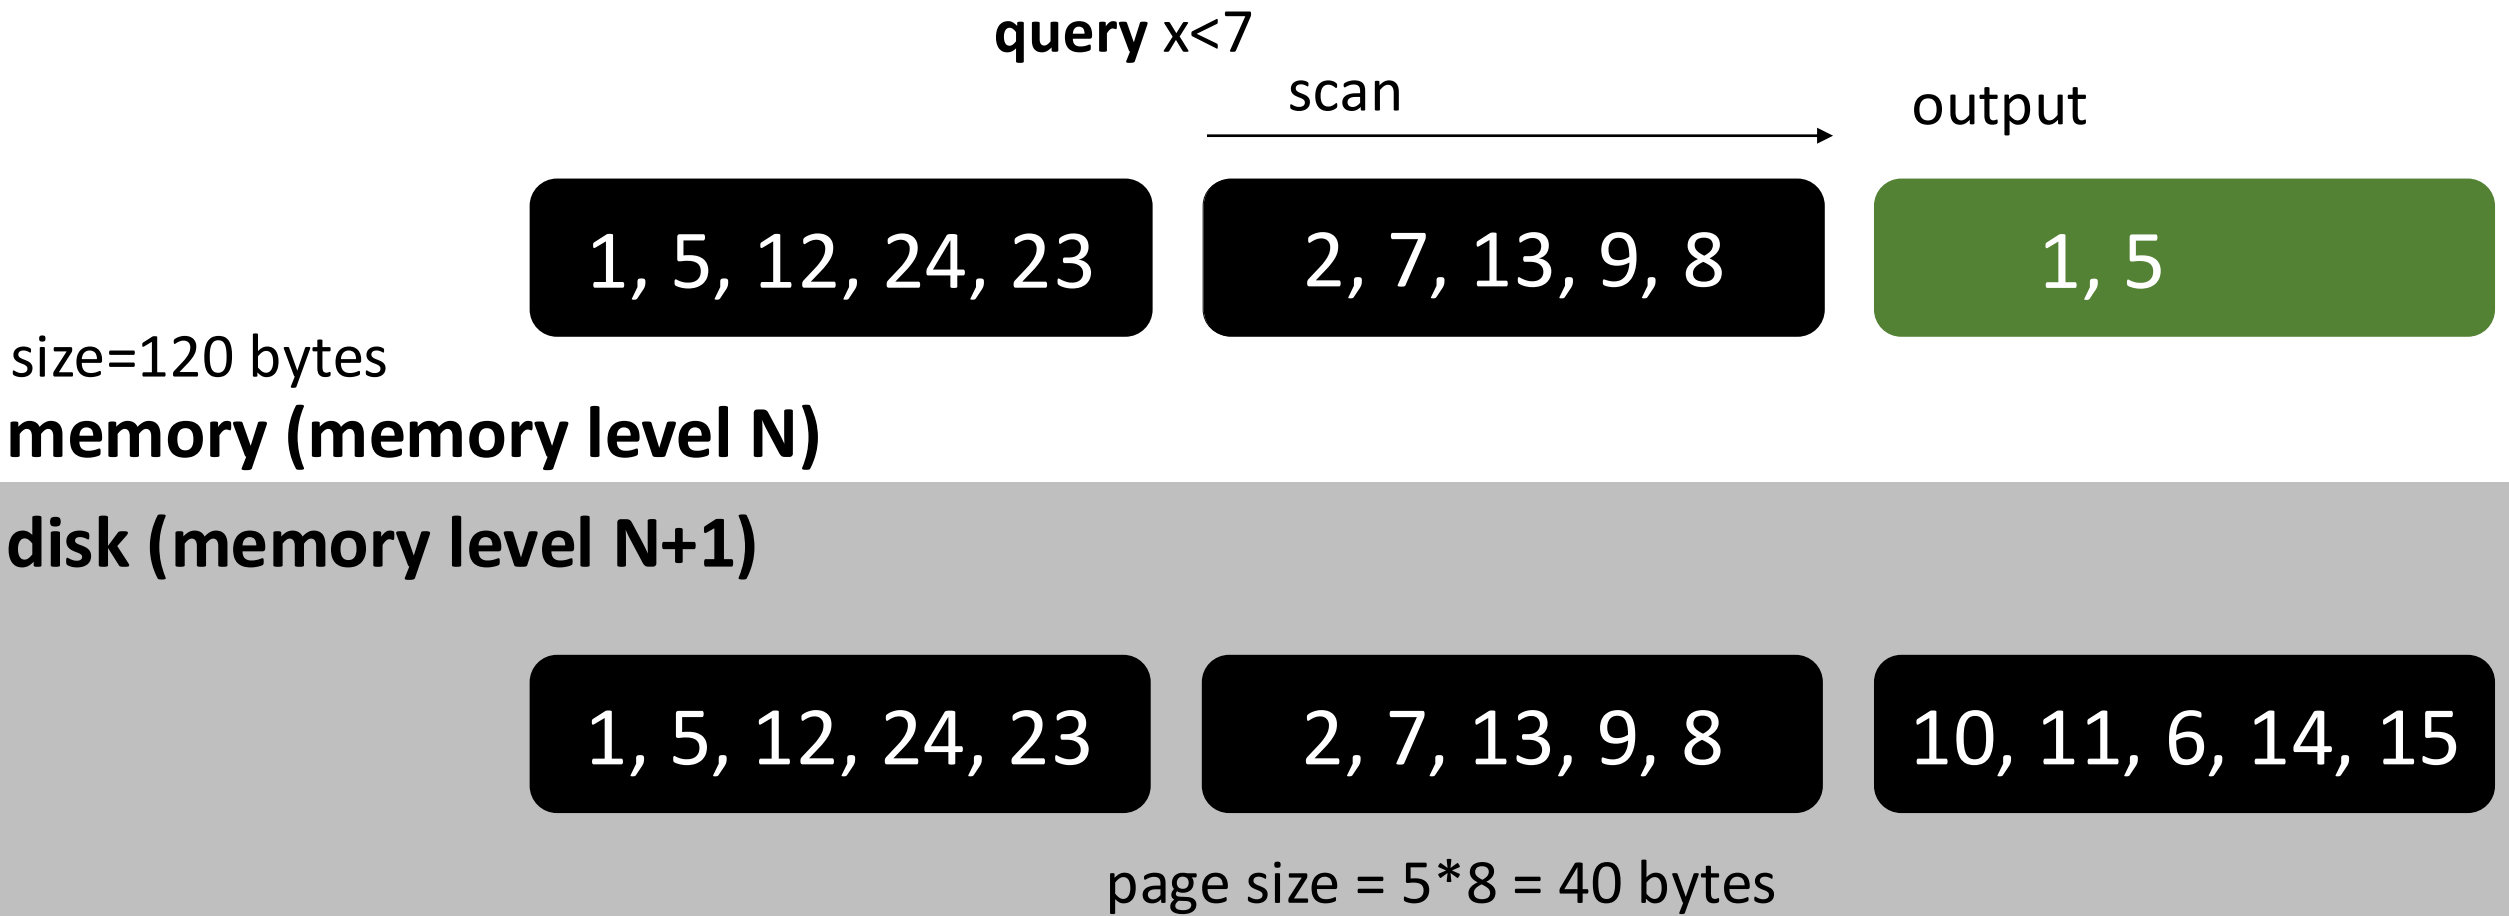 query x<7
scan
output
1, 5, 12, 24, 23
2, 7, 13, 9, 8
1, 5
size=120 bytes
memory (memory level N)
disk (memory level N+1)
1, 5, 12, 24, 23
2, 7, 13, 9, 8
10, 11, 6, 14, 15
page size = 5*8 = 40 bytes